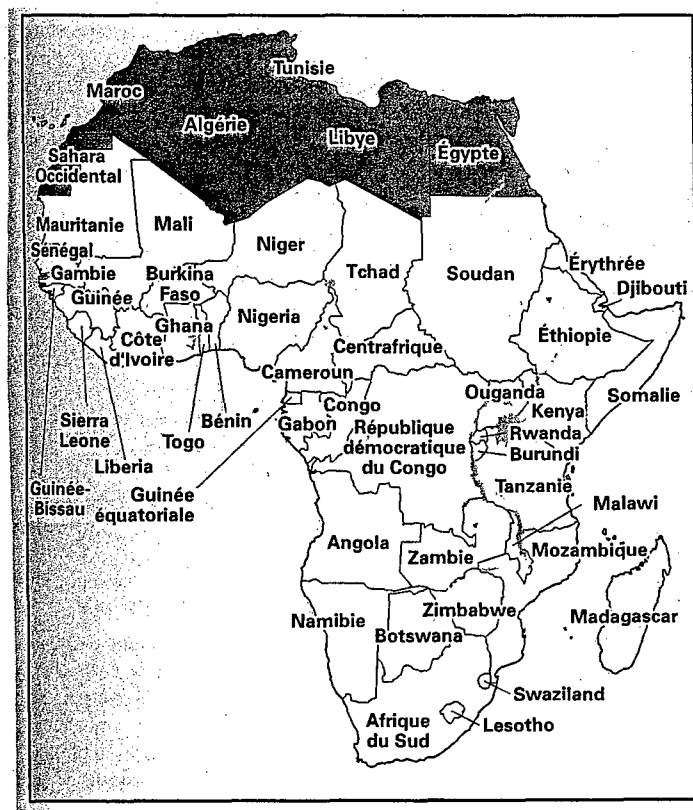 Tunisie
Maroc
Algérie
Libye
Égypte
Sahara
Occidental
Mauritanie
Mali
Niger
Tchad
Soudan
Érythrée
Djibouti
Sénégal
Gambie
Guinée
Burkina
Faso
Ghana
Côte
d'Ivoire
Nigeria
Éthiopie
Centrafrique
Cameroun
Sierra
Leone
Liberia
Togo
Bénin
Guinée-
Bissau
Guinée
équatoriale
Gabon
Congo
République
démocratique
du Congo
Ouganda
Kenya
Somalie
Rwanda
Burundi
Tanzanie
Malawi
Angola
Zambie
Mozambique
Namibie
Zimbabwe
Botswana
Madagascar
Swaziland
Afrique
du Sud
Lesotho